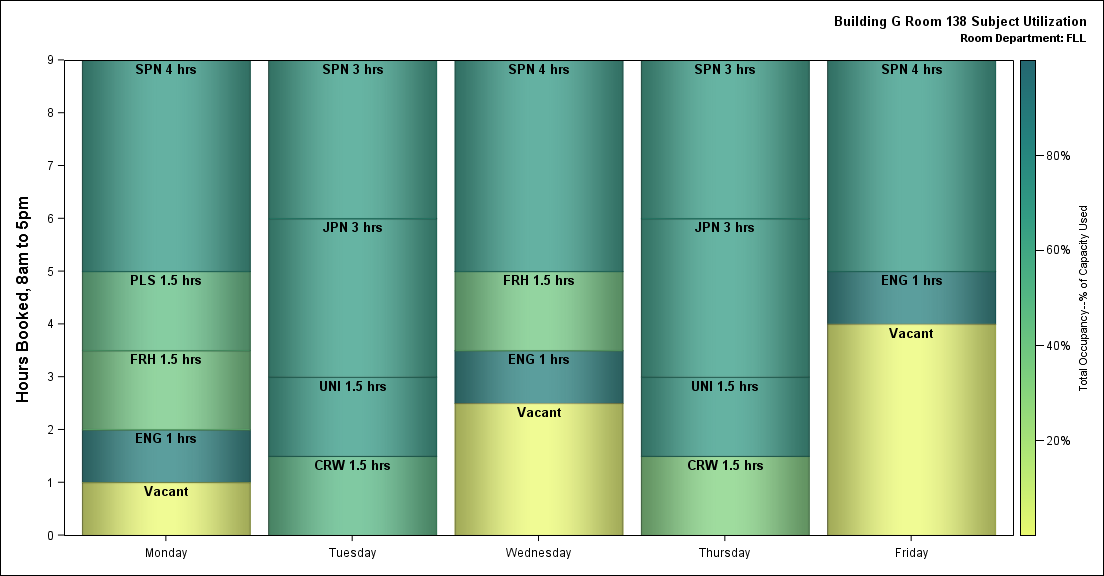 Building G Room 138 Subject Utilization
Room Department: FLL
Hours Booked, 8am to 5pm
9
8
7
6
5
4
3
2
1
0
SPN 4 hrs
PLS 1.5 hrs
FRH 1.5 hrs
ENG 1 hrs
Vacant
Monday
SPN 3 hrs
JPN 3 hrs
UNI 1.5 hrs
CRW 1.5 hrs
Tuesday
SPN 4 hrs
FRH 1.5 hrs
ENG 1 hrs
Vacant
Wednesday
SPN 3 hrs
JPN 3 hrs
UNI 1.5 hrs
CRW 1.5 hrs
Thursday
SPN 4 hrs
ENG 1 hrs
Vacant
Friday
80%
60%
40%
20%
Total Occupancy--% of Capacity Used